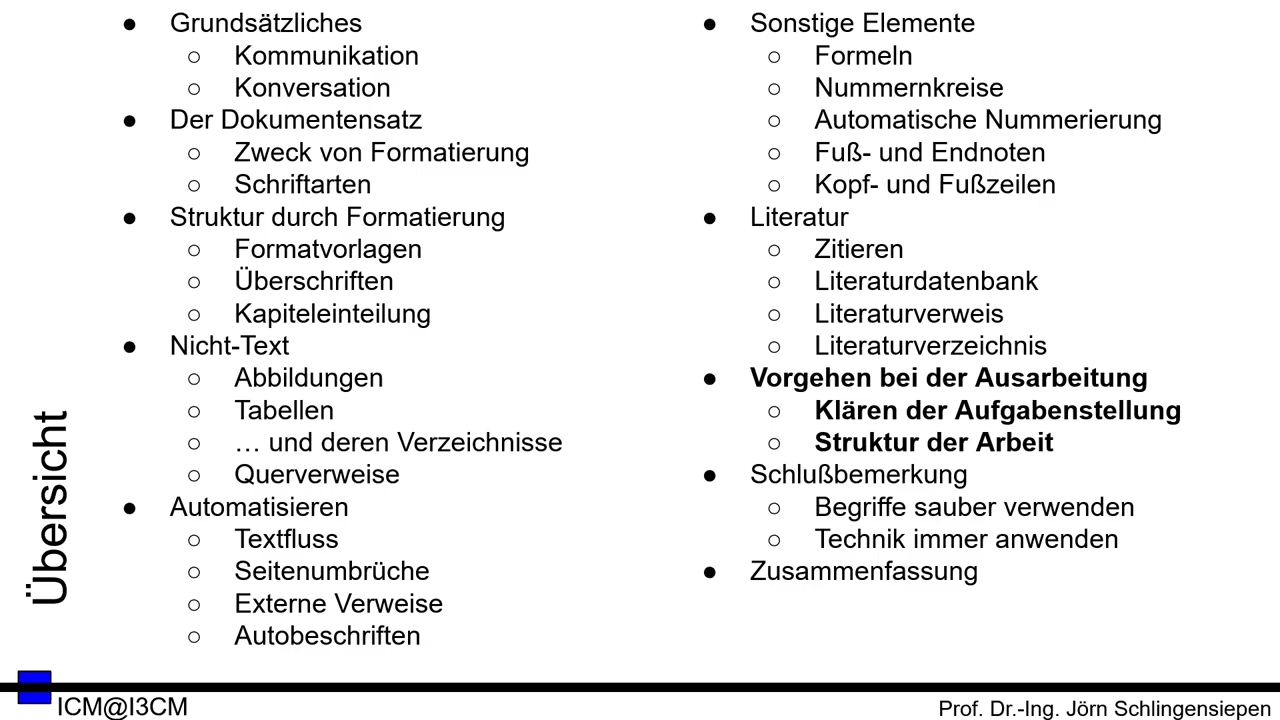 Übersicht
● Grundsätzliches
○ Kommunikation
○ Konversation
● Der Dokumentensatz
○ Zweck von Formatierung
○ Schriftarten
● Struktur durch Formatierung
○ Formatvorlagen
○ Überschriften
○ Kapiteleinteilung
● Nicht-Text
○ Abbildungen
○ Tabellen
○ … und deren Verzeichnisse
○ Querverweise
● Automatisieren
○ Textfluss
○ Seitenumbrüche
○ Externe Verweise
○ Autobeschriften
● Sonstige Elemente
○ Formeln
○ Nummernkreise
○ Automatische Nummerierung
○ Fuß- und Endnoten
○ Kopf- und Fußzeilen
● Literatur
○ Zitieren
○ Literaturdatenbank
○ Literaturverweis
○ Literaturverzeichnis
● Vorgehen bei der Ausarbeitung
○ Klären der Aufgabenstellung
○ Struktur der Arbeit
● Schlußbemerkung
○ Begriffe sauber verwenden
○ Technik immer anwenden
● Zusammenfassung
ICM@I3CM
Prof. Dr.-Ing. Jörn Schlingensiepen